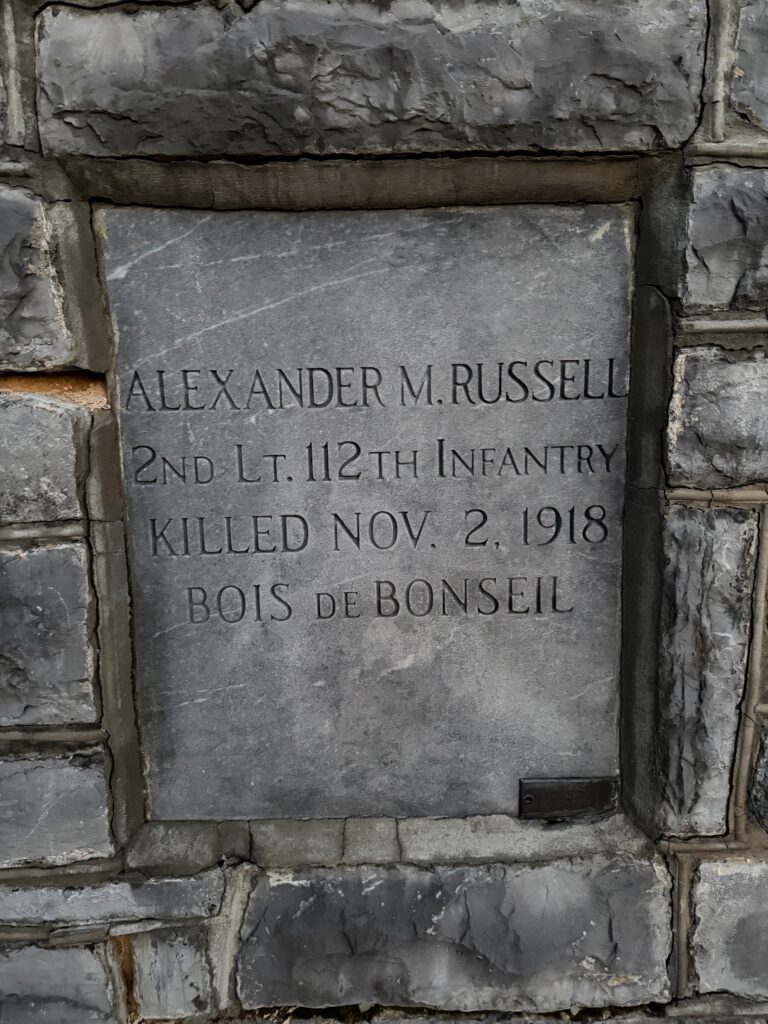 ALEXANDER M. RUSSELL
2ND LT. 112TH INFANTRY
KILLED NOV. 2, 1918
BOIS DE BONSEIL